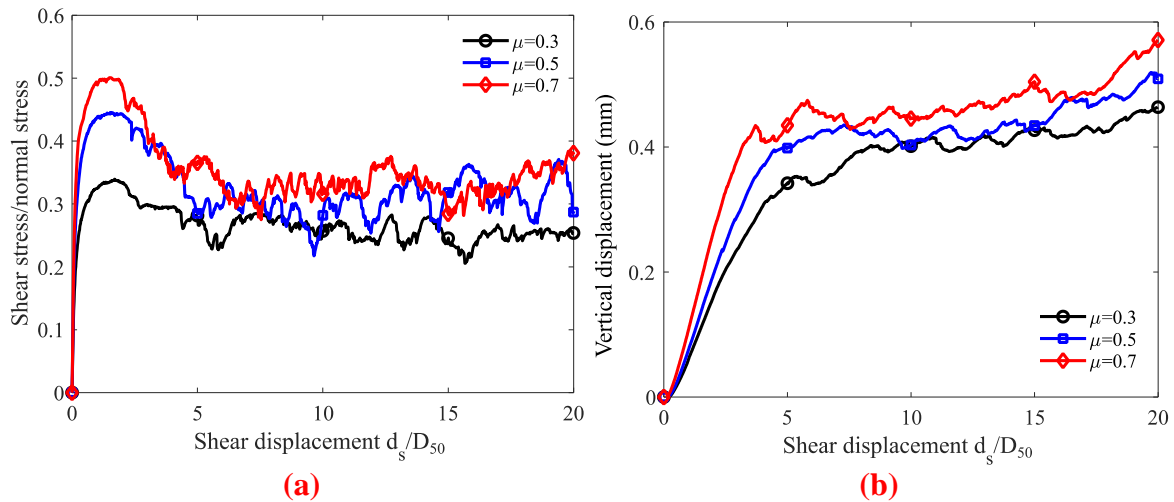 0.6
0.5
0.4
0.3
0.2
0.1
0
Shear stress/normal stress
μ=0.3
μ=0.5
μ=0.7
0 5 10 15 20
Shear displacement d_s/D_50
(a)
0.6
0.4
0.2
0
Vertical displacement (mm)
μ=0.3
μ=0.5
μ=0.7
0 5 10 15 20
Shear displacement d_s/D_50
(b)